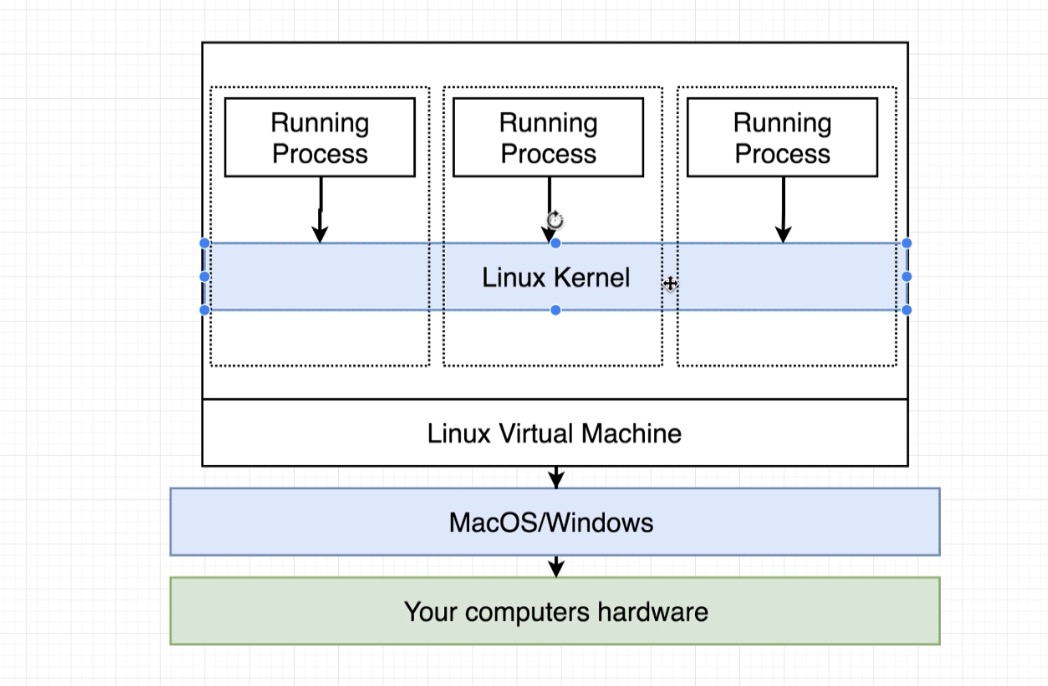 Running
Process
Running
Process
Running
Process
Linux Kernel
Linux Virtual Machine
MacOS/Windows
Your computers hardware